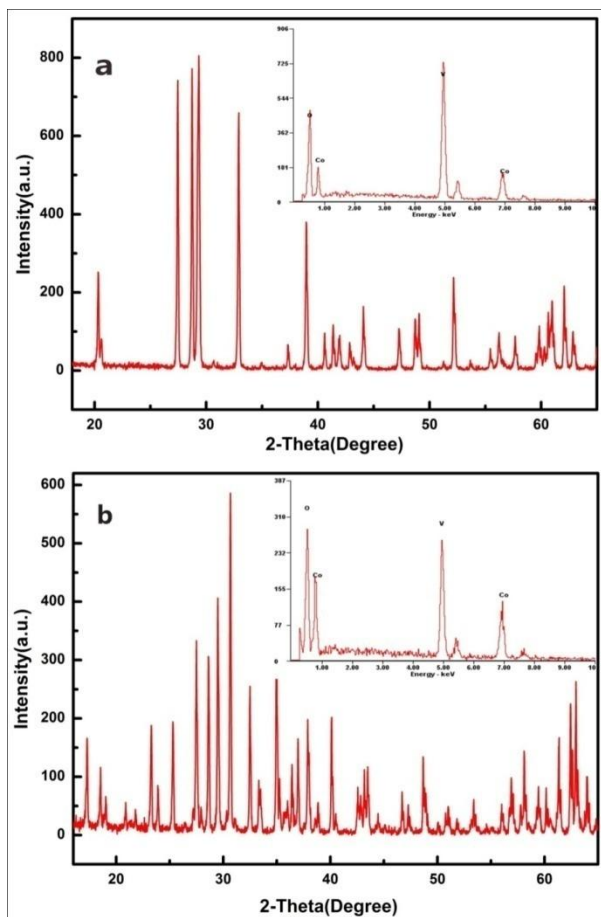 a
Intensity(a.u.)
800
600
400
200
0
20
30
40
50
60
2-Theta(Degree)
906
725
544
362
181
0
O
Co
V
Co
1.00 2.00 3.00 4.00 5.00 6.00 7.00 8.00 9.00 10
Energy - keV
b
Intensity(a.u.)
600
500
400
300
200
100
0
20
30
40
50
60
2-Theta(Degree)
387
310
232
155
77
0
O
Co
V
Co
1.00 2.00 3.00 4.00 5.00 6.00 7.00 8.00 9.00 10
Energy - keV